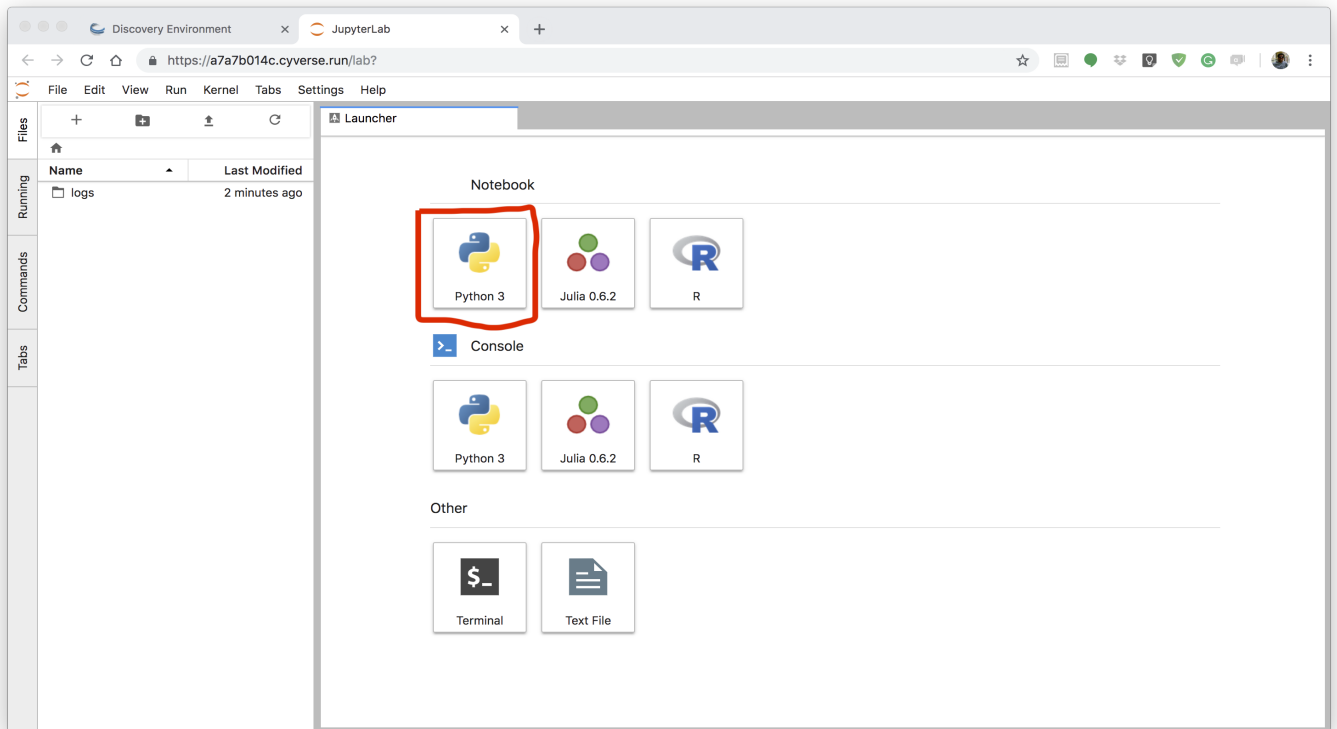 Discovery Environment
JupyterLab
https://a7a7b014c.cyverse.run/lab?
File Edit View Run Kernel Tabs Settings Help
Files
Running
Commands
Tabs
Name
Last Modified
logs
2 minutes ago
Launcher
Notebook
Python 3
Julia 0.6.2
R
R
>_
Console
Python 3
Julia 0.6.2
R
R
Other
$_
Terminal
Text File